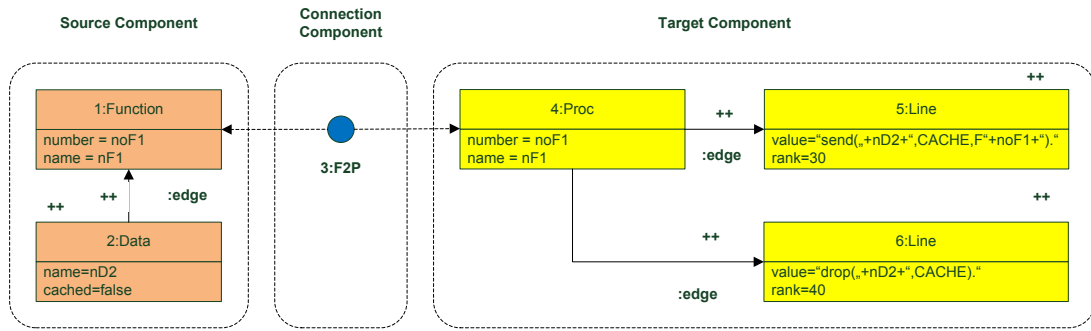 Source Component
Connection
Component
Target Component
++
1:Function
number = noF1
name = nF1
4:Proc
number = noF1
name = nF1
++
:edge
5:Line
value=“send(„+nD2+“,CACHE,F“+noF1+“).“
rank=30
3:F2P
++
++
:edge
++
2:Data
name=nD2
cached=false
++
:edge
6:Line
value=“drop(„+nD2+“,CACHE).“
rank=40